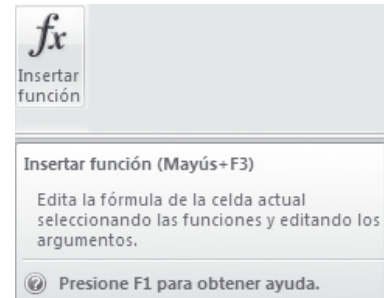 fx
Insertar
función
Insertar función (Mayús+F3)
Edita la fórmula de la celda actual
seleccionando las funciones y editando los
argumentos.
Presione F1 para obtener ayuda.